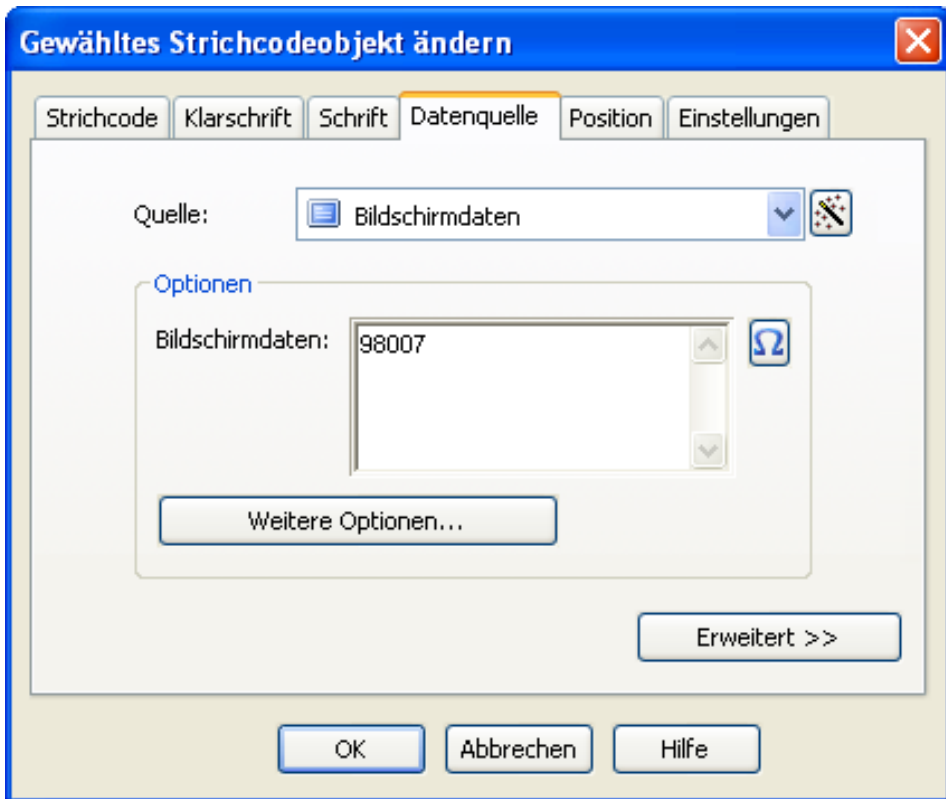 Gewähltes Strichcodeobjekt ändern
Strichcode Klarschrift Schrift Datenquelle Position Einstellungen
Quelle: Bildschirmdaten
Optionen
Bildschirmdaten: 98007
Ω
Weitere Optionen...
Erweitert >>
OK Abbrechen Hilfe